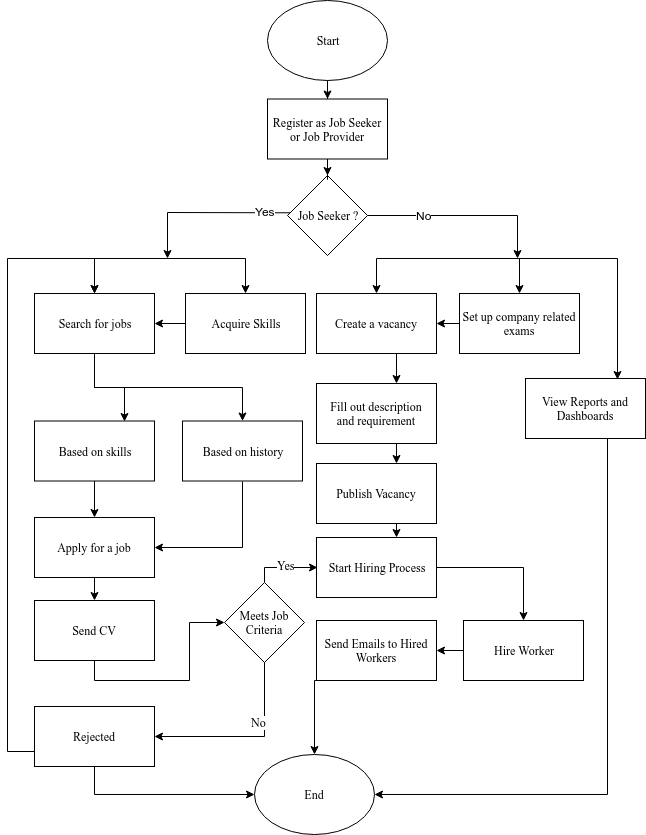 Start
Register as Job Seeker
or Job Provider
Job Seeker ?
Yes
No
Search for jobs
Acquire Skills
Create a vacancy
Set up company related
exams
View Reports and
Dashboards
Fill out description
and requirement
Based on skills
Based on history
Publish Vacancy
Apply for a job
Yes
Start Hiring Process
Send CV
Meets Job
Criteria
Send Emails to Hired
Workers
Hire Worker
No
Rejected
End